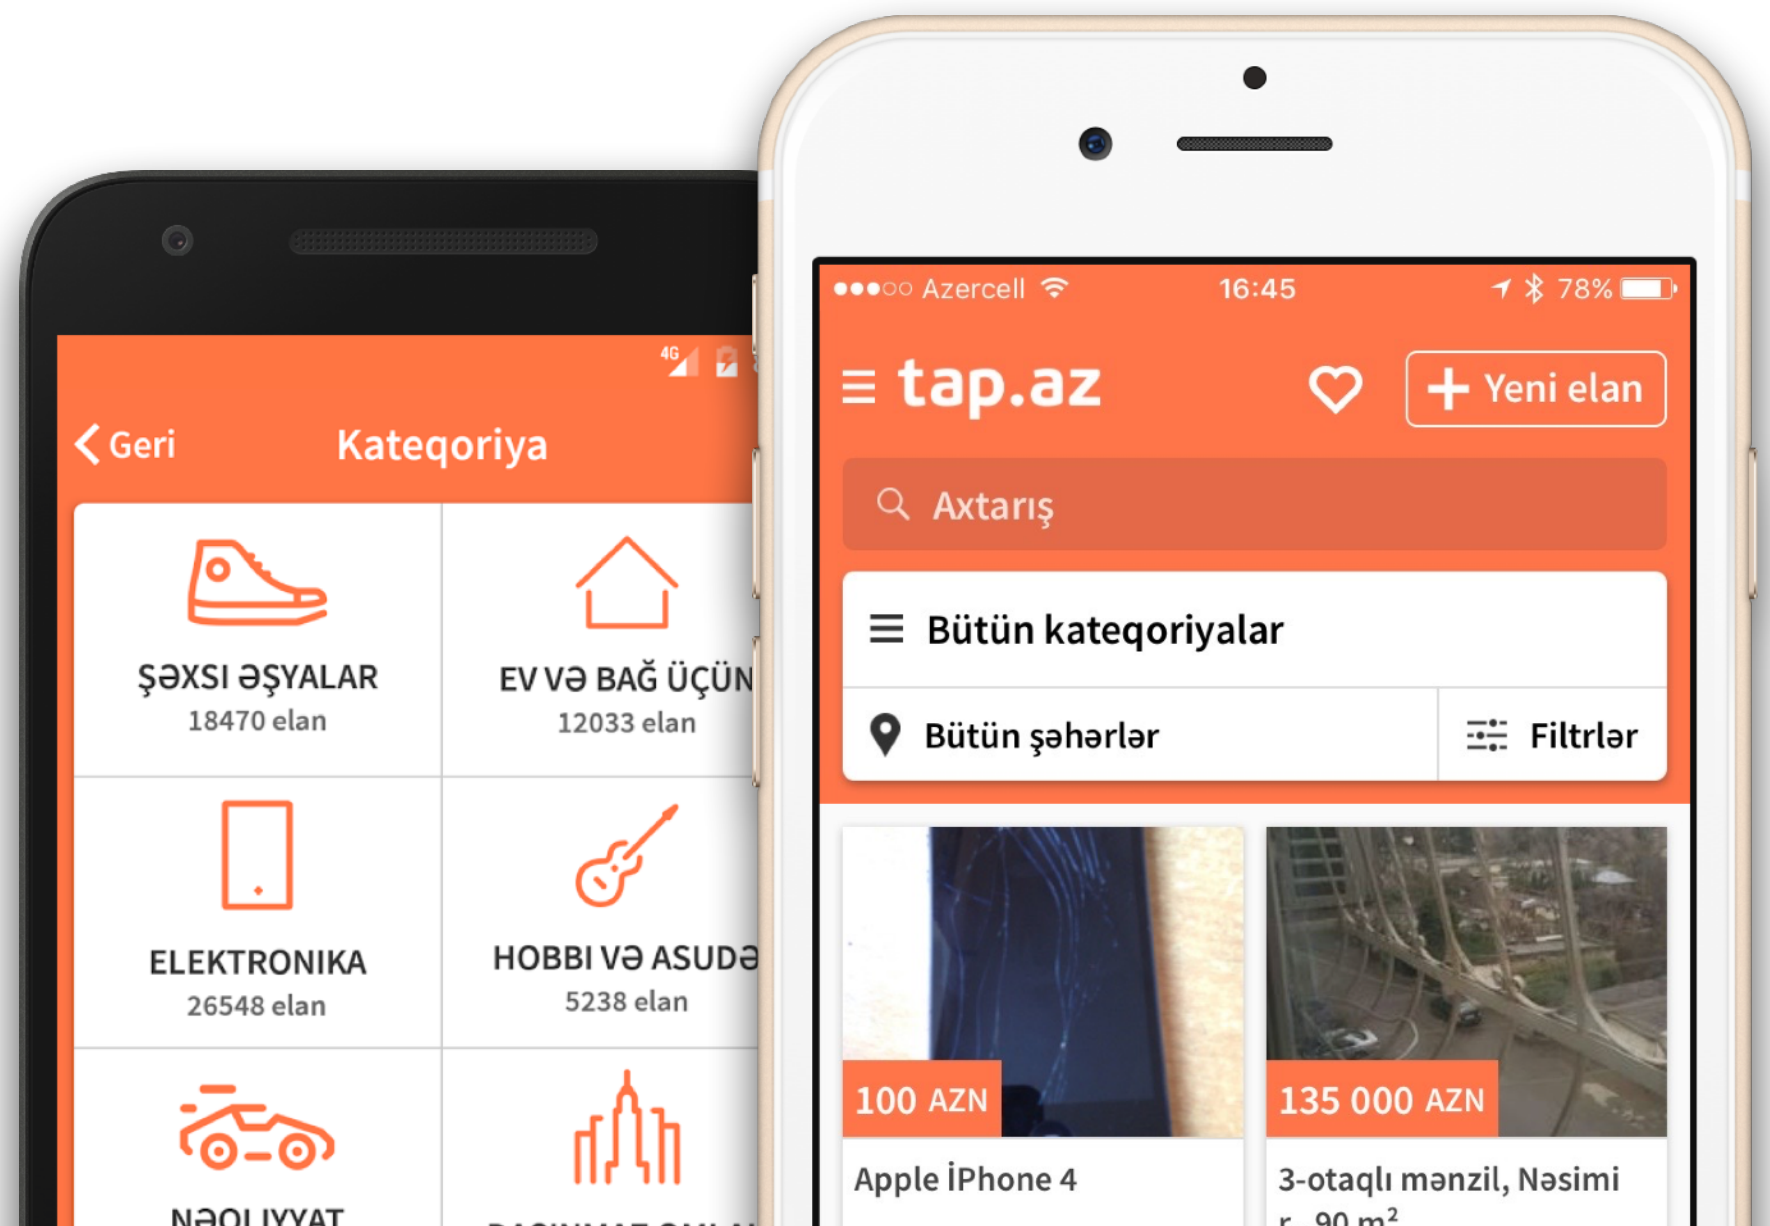 4G
Geri
Kateqoriya
ŞƏXSI ƏŞYALAR
18470 elan
EV VƏ BAĞ ÜÇÜN
12033 elan
ELEKTRONIKA
26548 elan
HOBBI VƏ ASUDƏ
5238 elan
NƏQLIYYAT
Azercell
16:45
78%
tap.az
Yeni elan
Axtarış
Bütün kateqoriyalar
Bütün şəhərlər
Filtrlər
100 AZN
Apple İPhone 4
135 000 AZN
3-otaqlı mənzil, Nəsimi
r., 90 m²